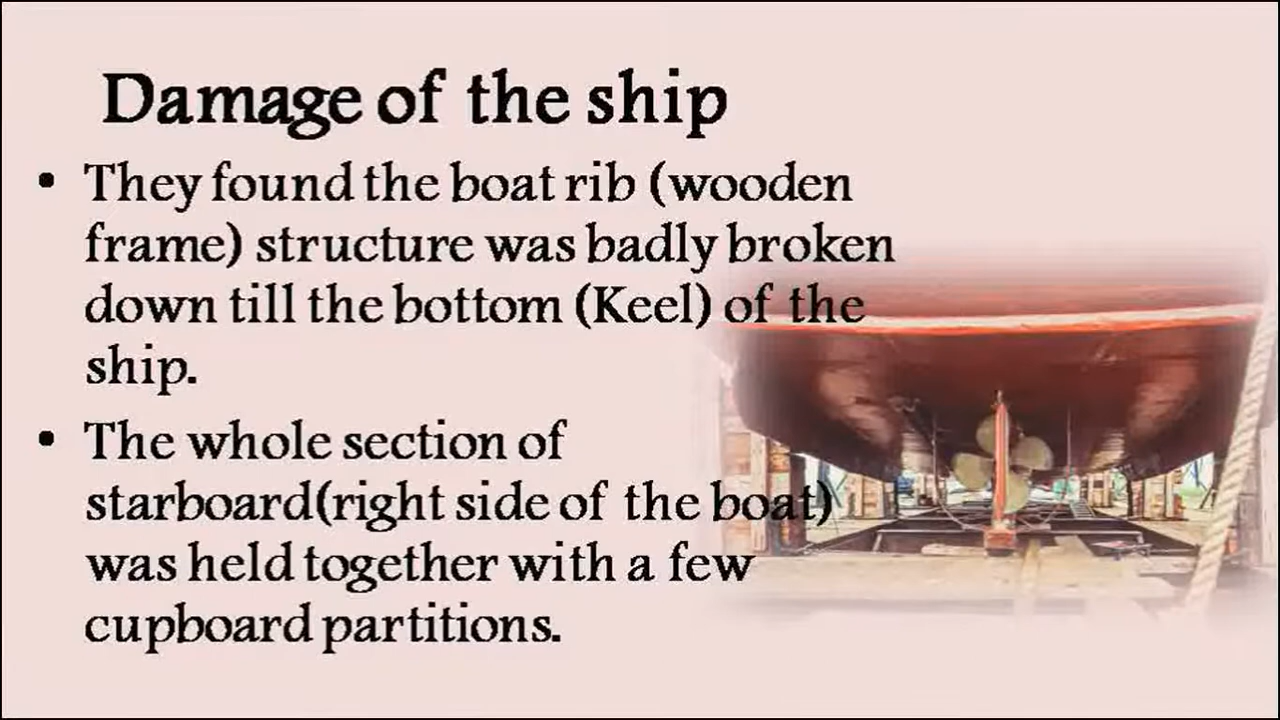 Damage of the ship
• They found the boat rib (wooden
frame) structure was badly broken
down till the bottom (Keel) of the
ship.
• The whole section of
starboard(right side of the boat)
was held together with a few
cupboard partitions.